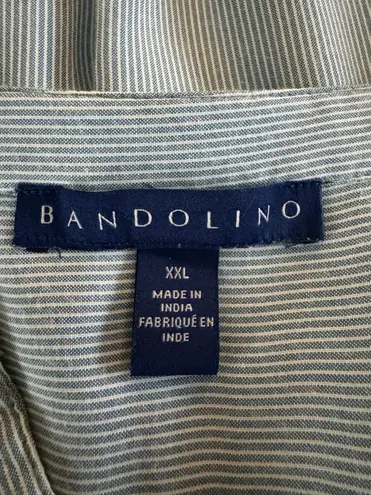 BANDOLINO
XXL
MADE IN
INDIA
FABRIQUÉ EN
INDE